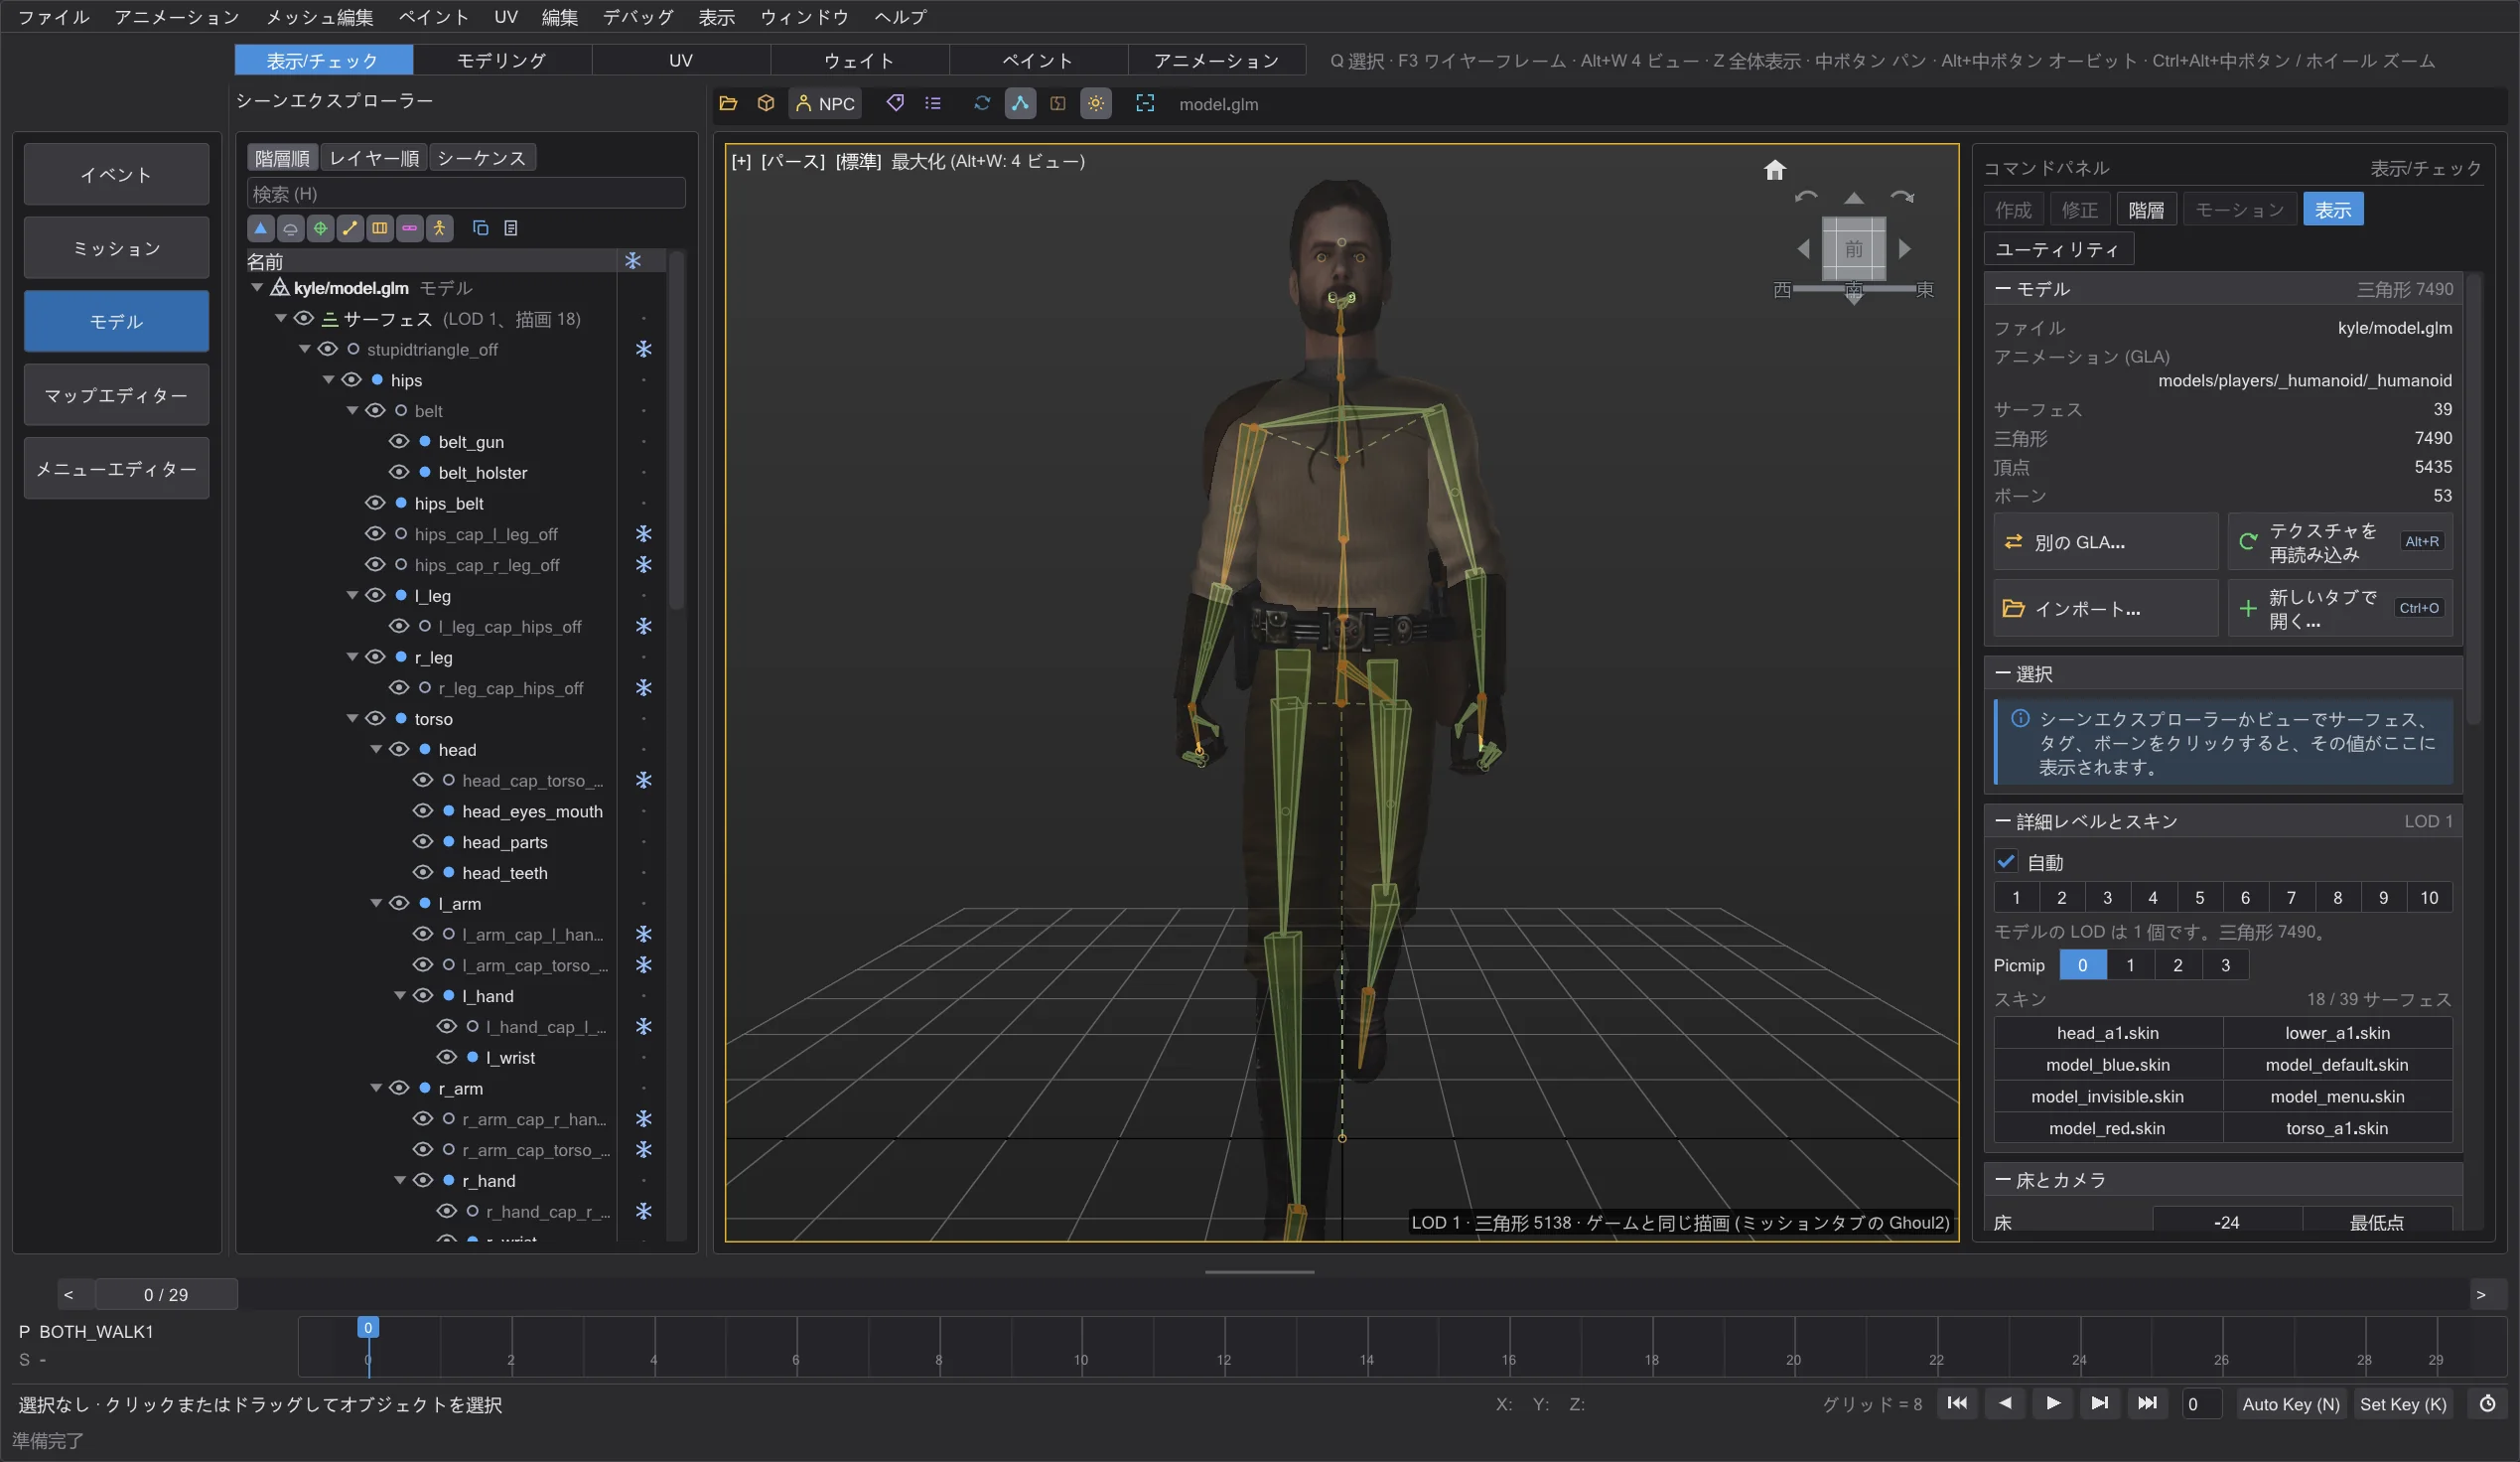 ファイル アニメーション メッシュ編集 ペイント UV 編集 デバッグ 表示 ウィンドウ ヘルプ
表示/チェック モデリング UV ウェイト ペイント アニメーション Q 選択 · F3 ワイヤーフレーム · Alt+W 4 ビュー · Z 全体表示 · 中ボタン パン · Alt+中ボタン オービット · Ctrl+Alt+中ボタン / ホイール ズーム
シーンエクスプローラー
NPC model.glm
イベント
ミッション
モデル
マップエディター
メニューエディター
階層順 レイヤー順 シーケンス
検索 (H)
名前
kyle/model.glm モデル
サーフェス (LOD 1、描画 18)
stupidtriangle_off
hips
belt
belt_gun
belt_holster
hips_belt
hips_cap_l_leg_off
hips_cap_r_leg_off
l_leg
l_leg_cap_hips_off
r_leg
r_leg_cap_hips_off
torso
head
head_cap_torso_...
head_eyes_mouth
head_parts
head_teeth
l_arm
l_arm_cap_l_han...
l_arm_cap_torso_...
l_hand
l_hand_cap_l_...
l_wrist
r_arm
r_arm_cap_r_han...
r_arm_cap_torso_...
r_hand
r_hand_cap_r_...
r_wrist
[+] [パース] [標準] 最大化 (Alt+W: 4 ビュー)
前
西 南 東
LOD 1 · 三角形 5138 · ゲームと同じ描画 (ミッションタブの Ghoul2)
コマンドパネル 表示/チェック
作成 修正 階層 モーション 表示
ユーティリティ
モデル 三角形 7490
ファイル kyle/model.glm
アニメーション (GLA)
models/players/_humanoid/_humanoid
サーフェス 39
三角形 7490
頂点 5435
ボーン 53
別の GLA...
テクスチャを
再読み込み Alt+R
インポート...
新しいタブで
開く... Ctrl+O
選択
シーンエクスプローラーかビューでサーフェス、
タグ、ボーンをクリックすると、その値がここに
表示されます。
詳細レベルとスキン LOD 1
自動
1 2 3 4 5 6 7 8 9 10
モデルの LOD は 1 個です。三角形 7490。
Picmip 0 1 2 3
スキン 18 / 39 サーフェス
head_a1.skin lower_a1.skin
model_blue.skin model_default.skin
model_invisible.skin model_menu.skin
model_red.skin torso_a1.skin
床とカメラ
床 -24 最低点
< 0 / 29 >
P BOTH_WALK1
S -
0
0 2 4 6 8 10 12 14 16 18 20 22 24 26 28 29
選択なし · クリックまたはドラッグしてオブジェクトを選択 X: Y: Z: グリッド = 8 0 Auto Key (N) Set Key (K)
準備完了